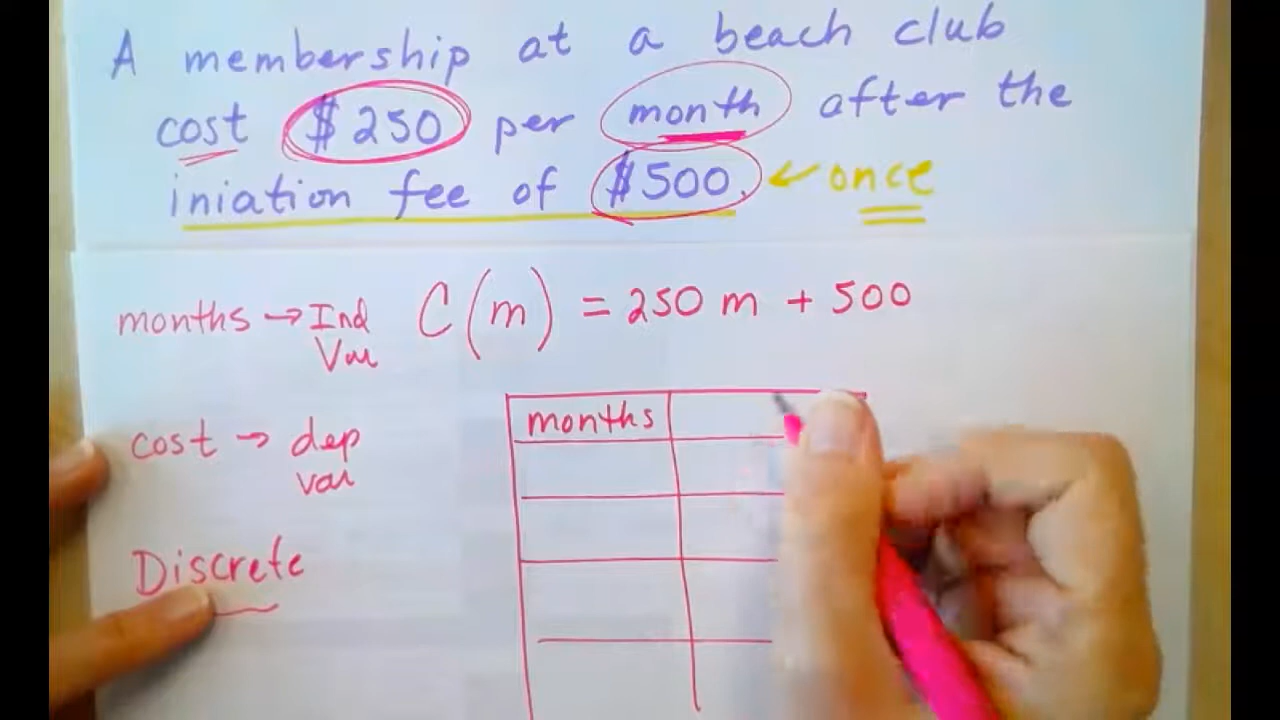 A membership at a beach club
cost $250 per month after the
iniation fee of $500. ← once
months → Ind Var
C(m) = 250 m + 500
cost → dep var
Discrete
months